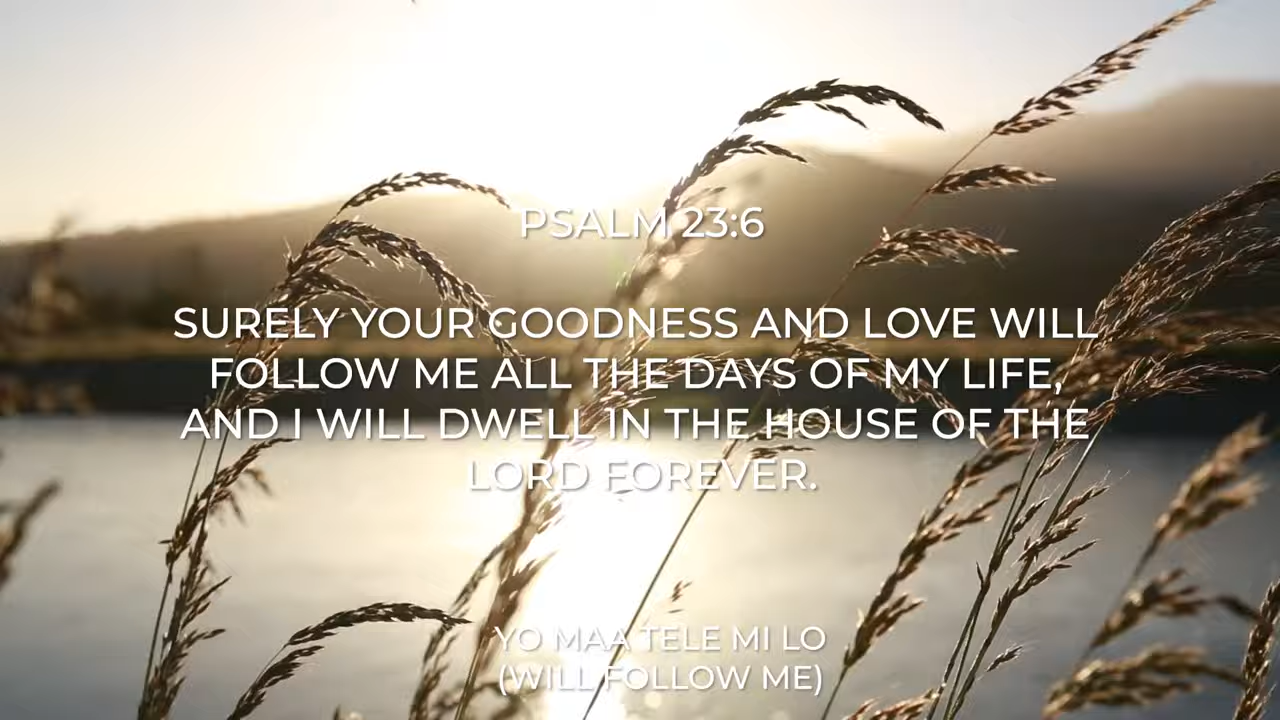 PSALM 23:6
SURELY YOUR GOODNESS AND LOVE WILL
FOLLOW ME ALL THE DAYS OF MY LIFE,
AND I WILL DWELL IN THE HOUSE OF THE
LORD FOREVER.
YO MAA TELE MI LO
(WILL FOLLOW ME)